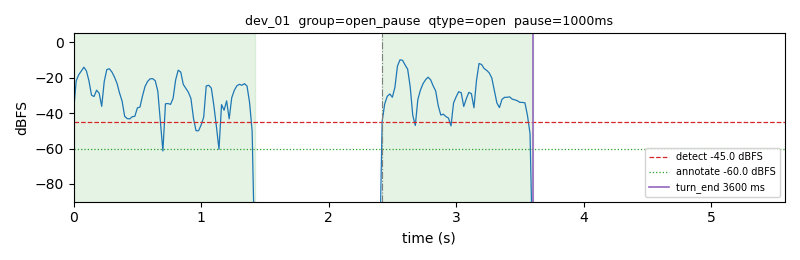 dev_01 group=open_pause qtype=open pause=1000ms
dBFS
0
−20
−40
−60
−80
detect -45.0 dBFS
annotate -60.0 dBFS
turn_end 3600 ms
0 1 2 3 4 5
time (s)